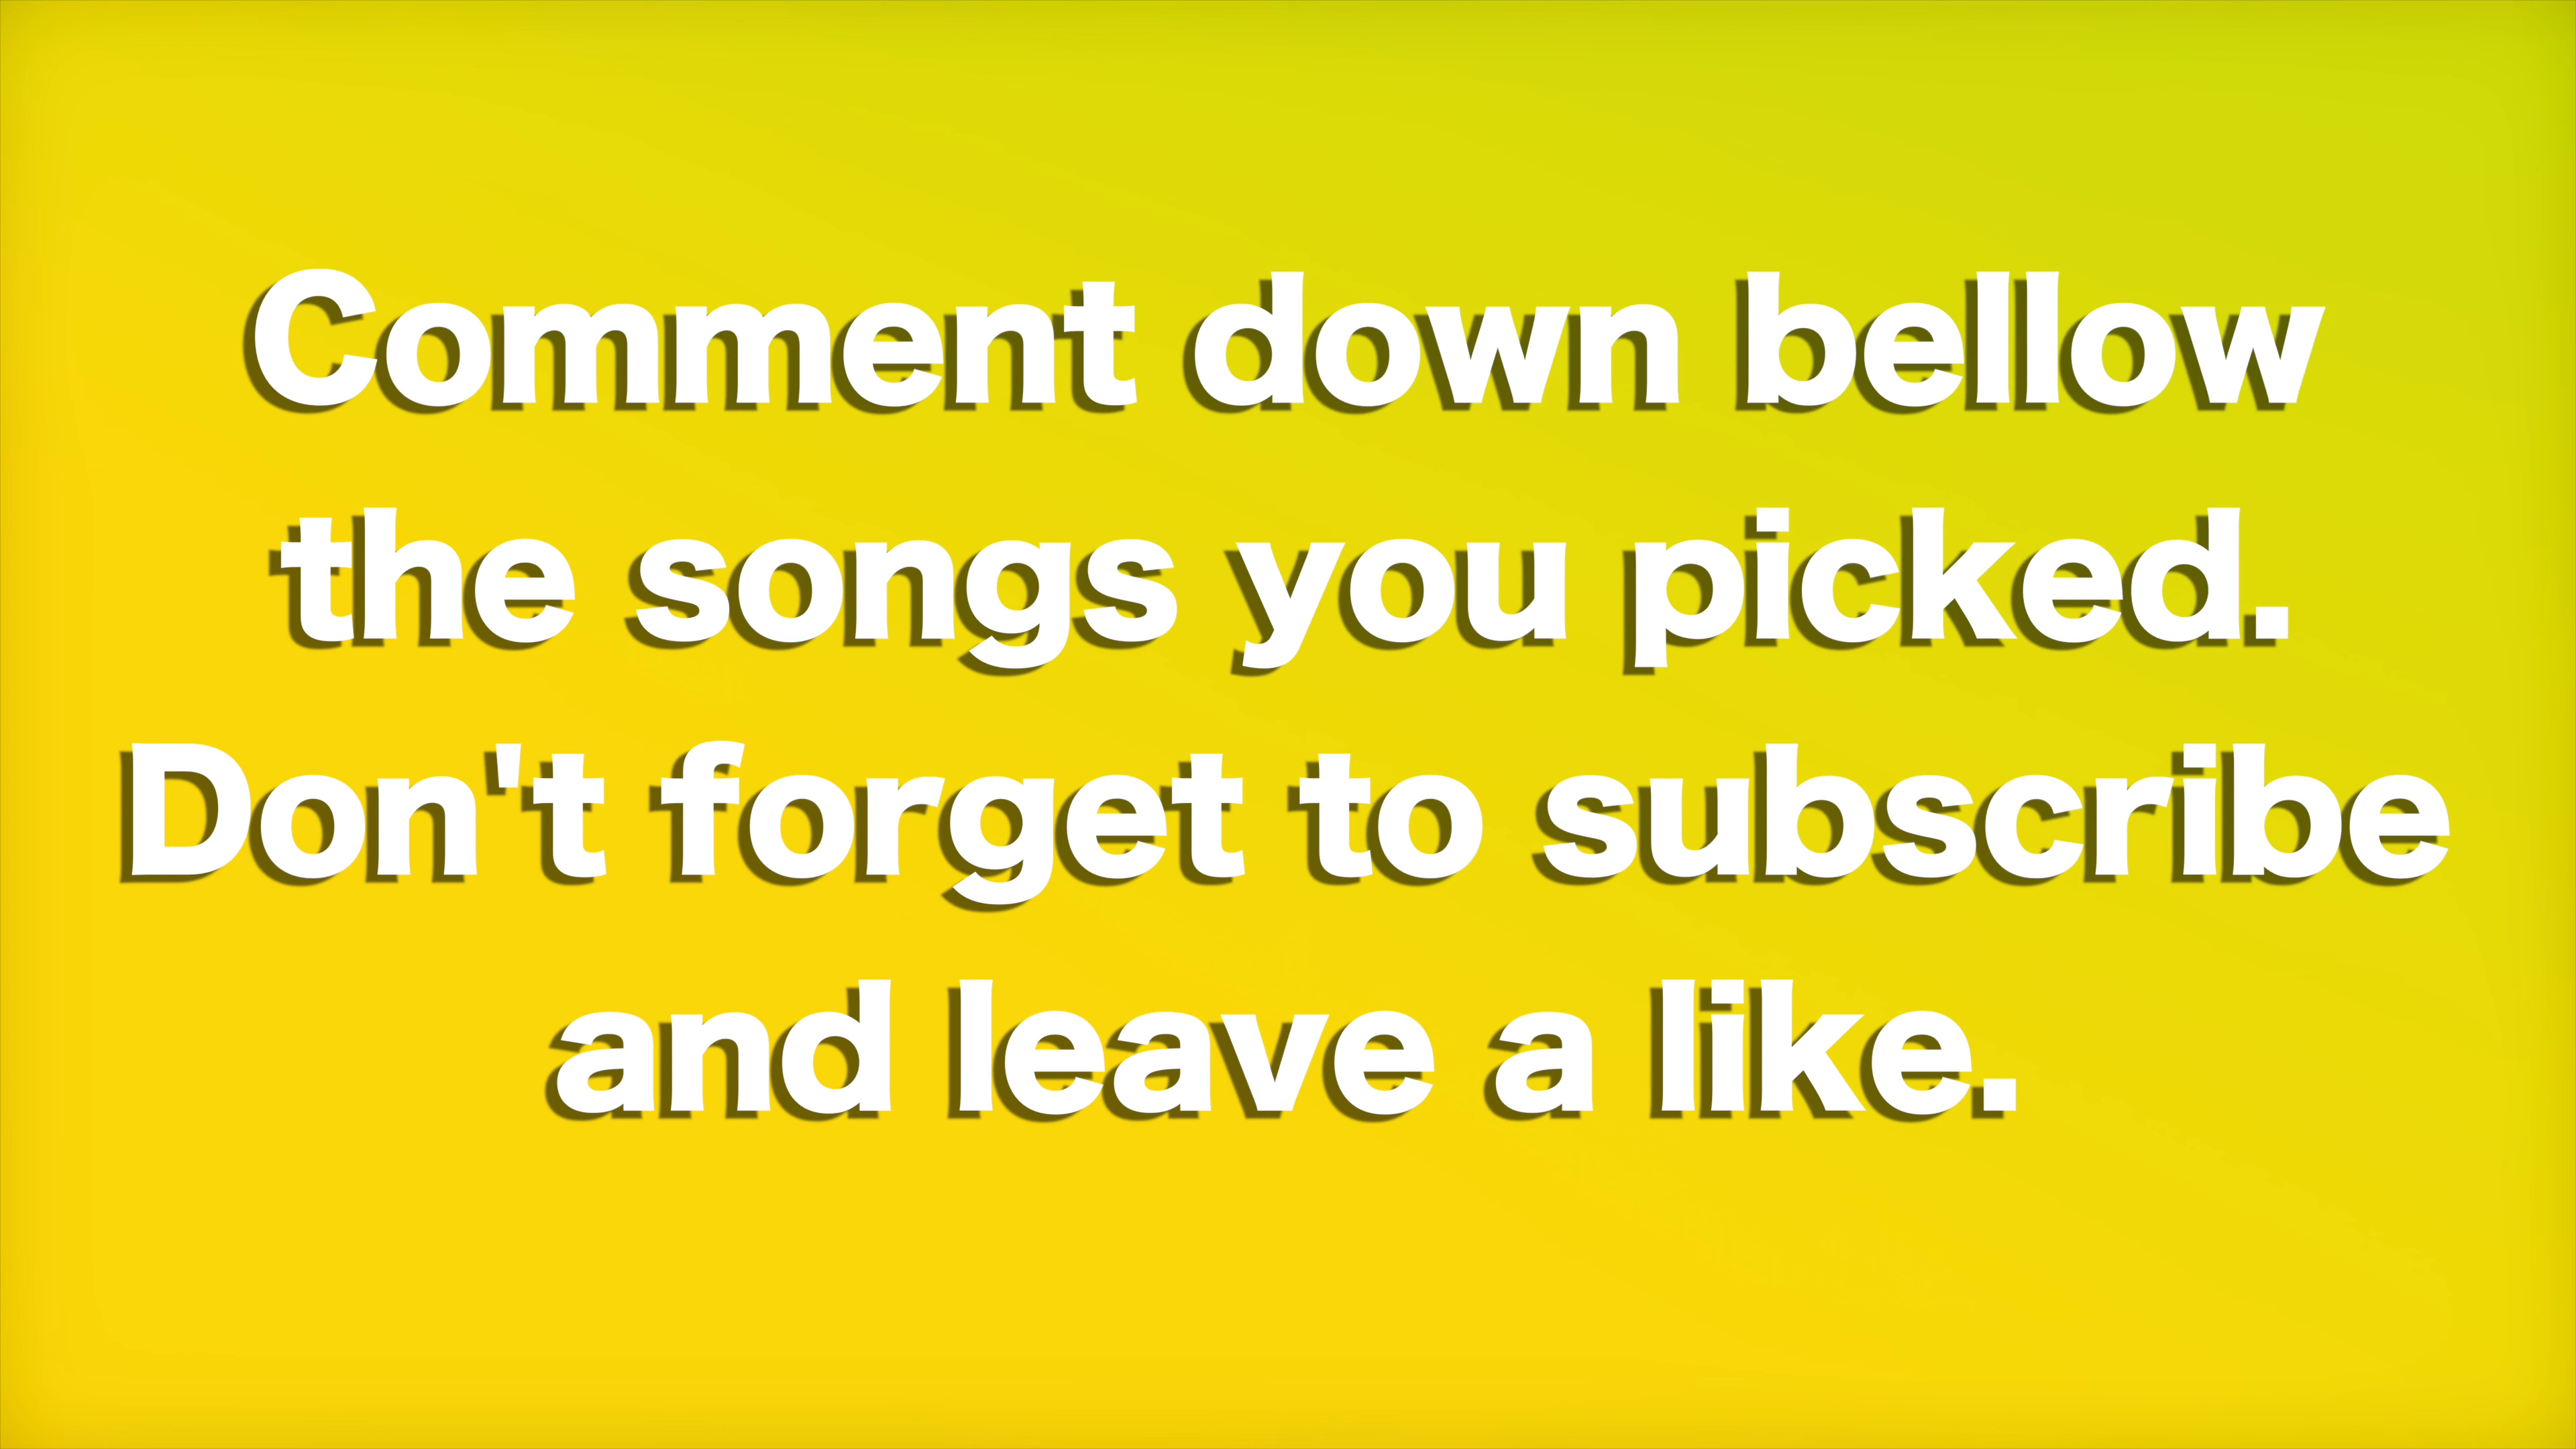 Comment down bellow
the songs you picked.
Don't forget to subscribe
and leave a like.